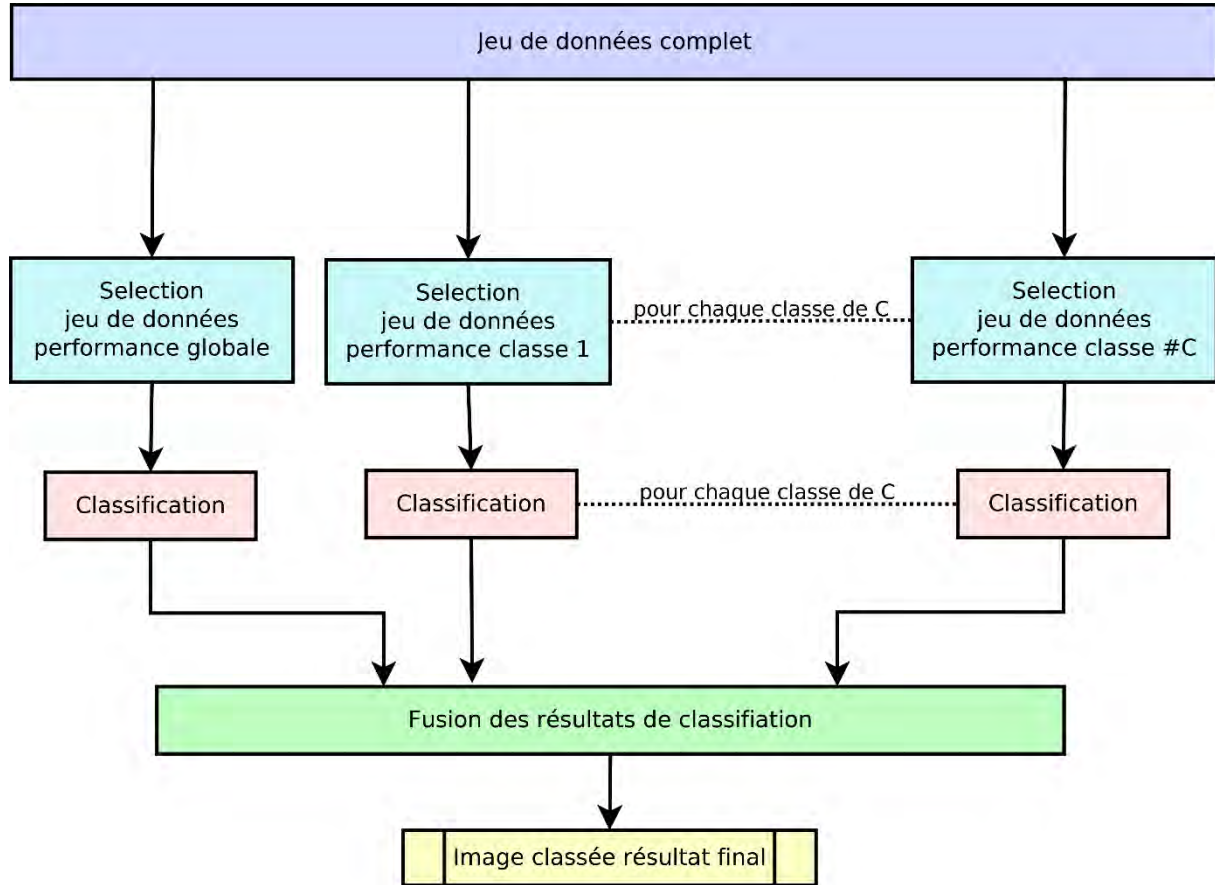 Jeu de données complet
Selection
jeu de données
performance globale
Selection
jeu de données
performance classe 1
pour chaque classe de C
Selection
jeu de données
performance classe #C
Classification
Classification
pour chaque classe de C
Classification
Fusion des résultats de classifiation
Image classée résultat final